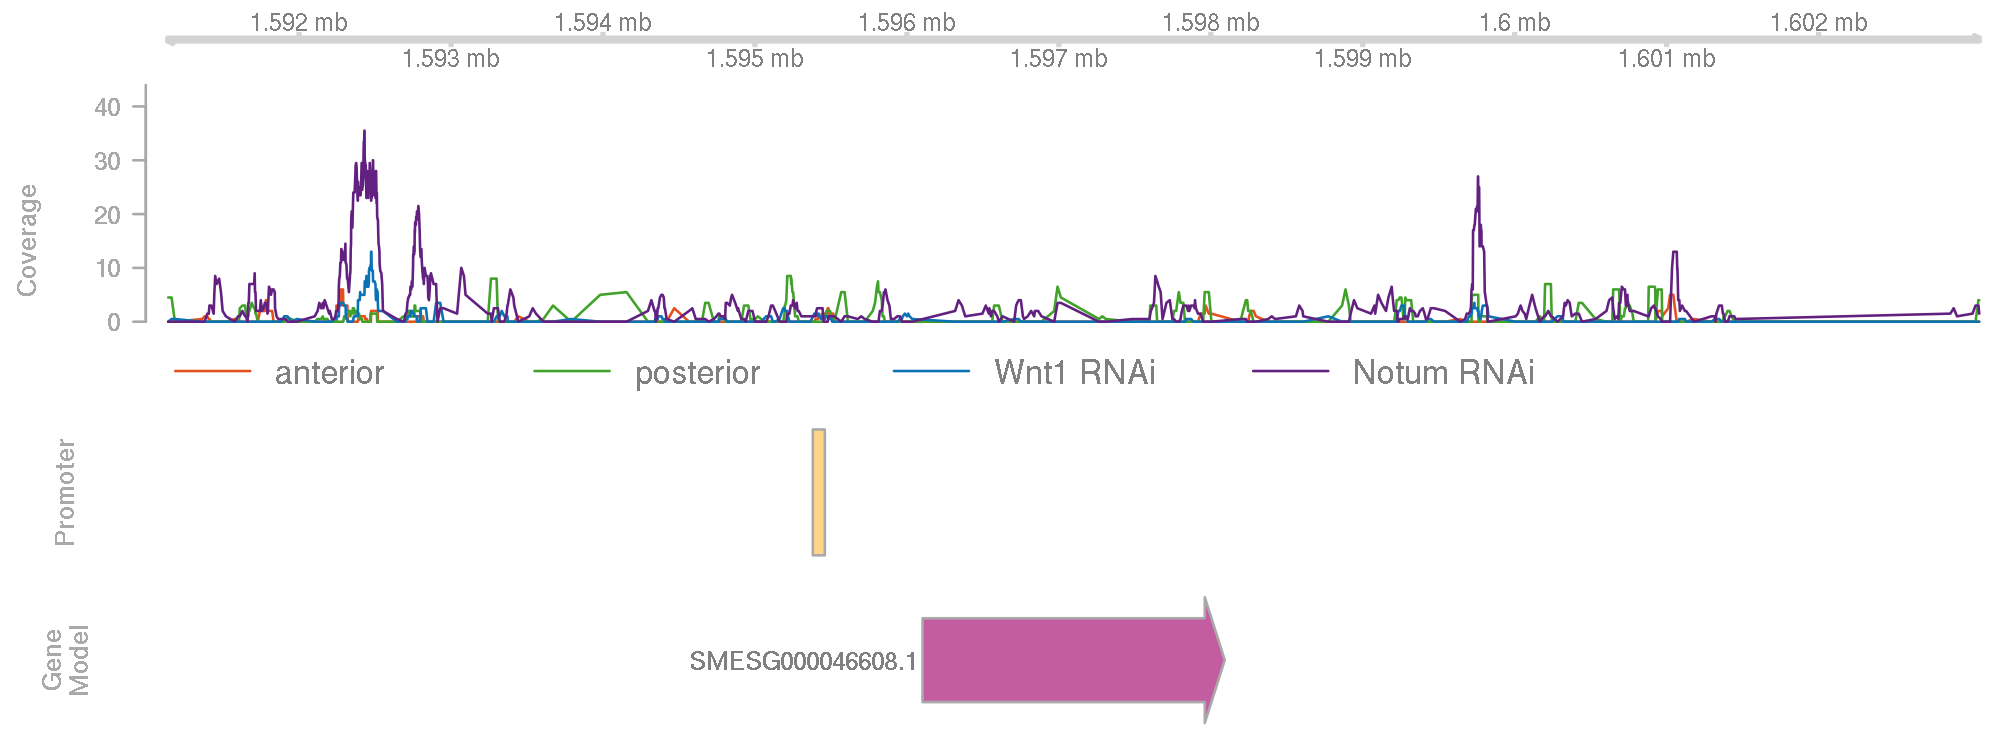 1.592 mb 1.594 mb 1.596 mb 1.598 mb 1.6 mb 1.602 mb
1.593 mb 1.595 mb 1.597 mb 1.599 mb 1.601 mb
40
30
20
10
0
Coverage
anterior posterior Wnt1 RNAi Notum RNAi
Promoter
SMESG000046608.1
Gene
Model